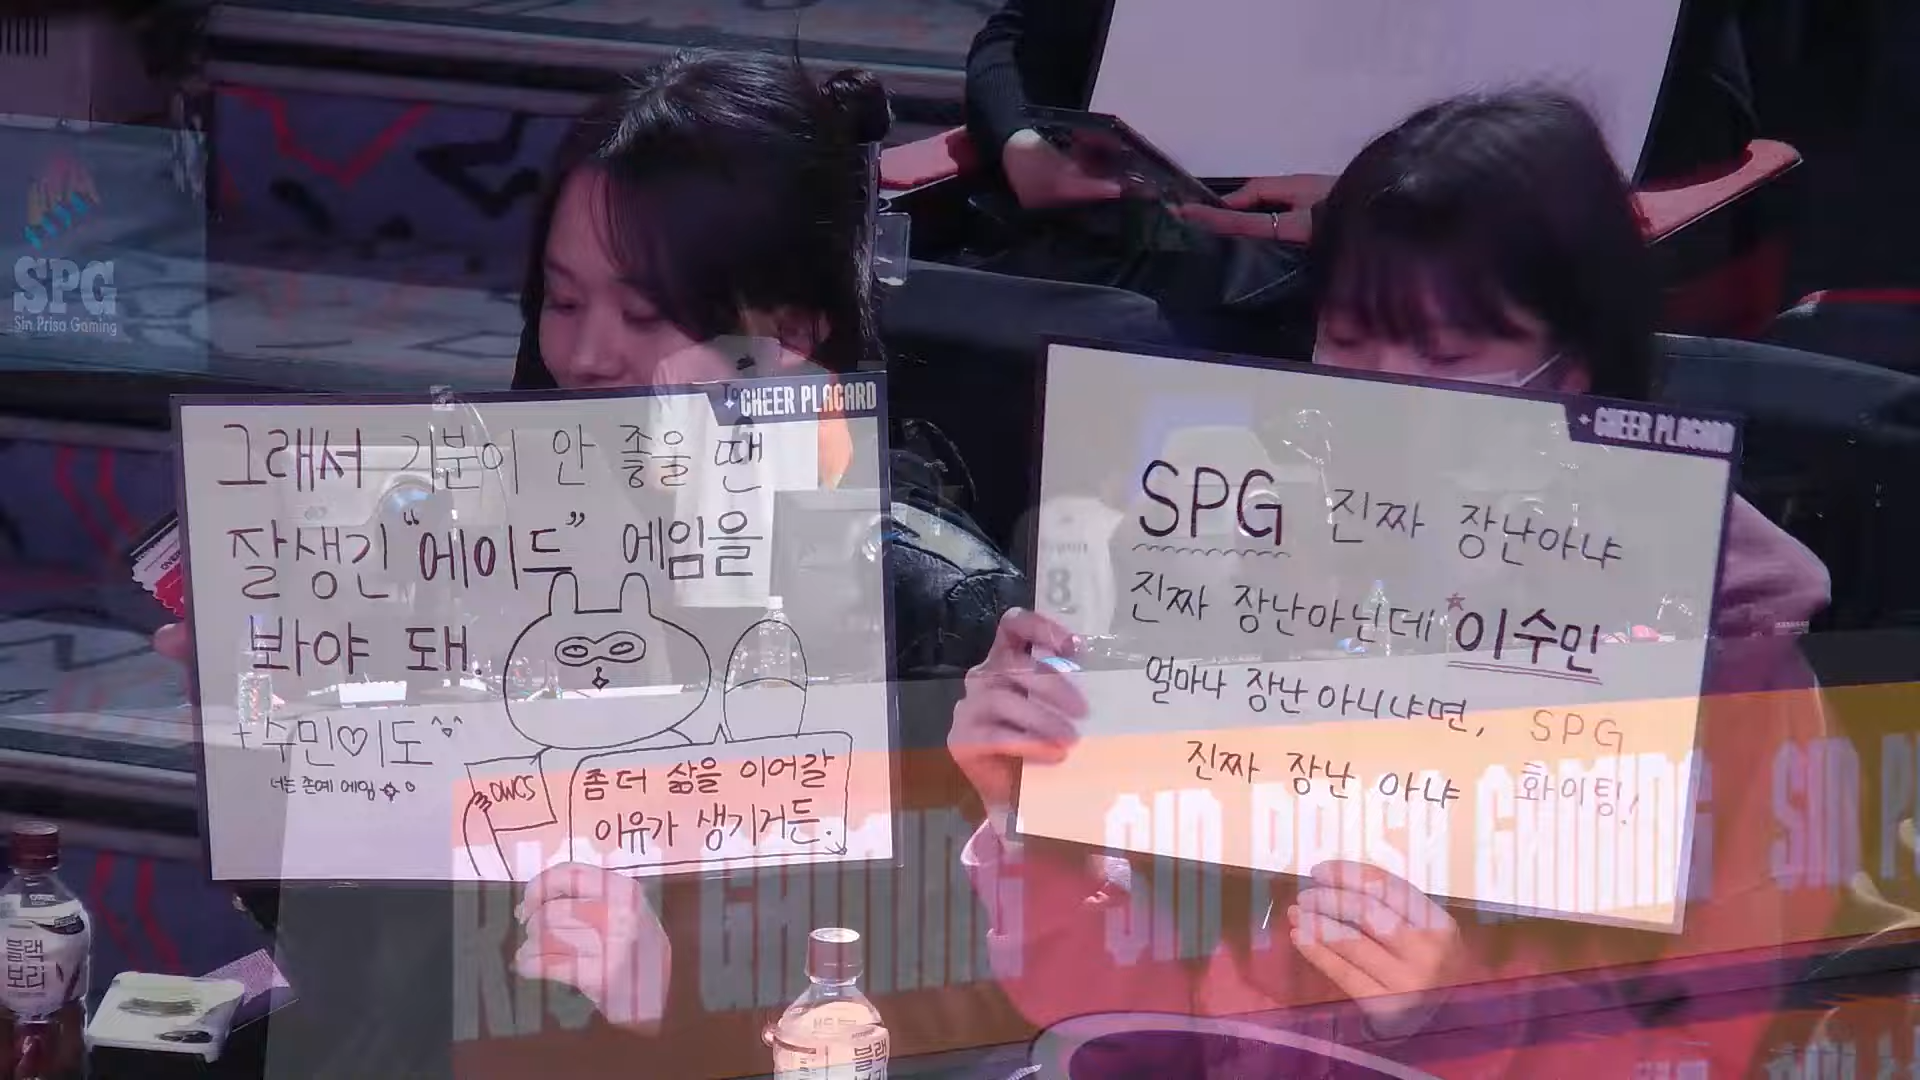 SPG
Sin Prisa Gaming
CHEER PLACARD
그래서 기분이 안 좋을 땐
잘생긴 "에이드" 에임을
봐야 돼!
+ 수민♡이도^^
너는 존예 에임
OWCS
좀 더 삶을 이어갈
이유가 생기거든.
CHEER PLACARD
SPG 진짜 장난아냐
진짜 장난아닌데 *이수민
얼마나 장난아니냐면,
진짜 장난 아냐
SPG
화이팅!
8
GAMING
SIN PRISA GAMING
블랙
보리
블랙